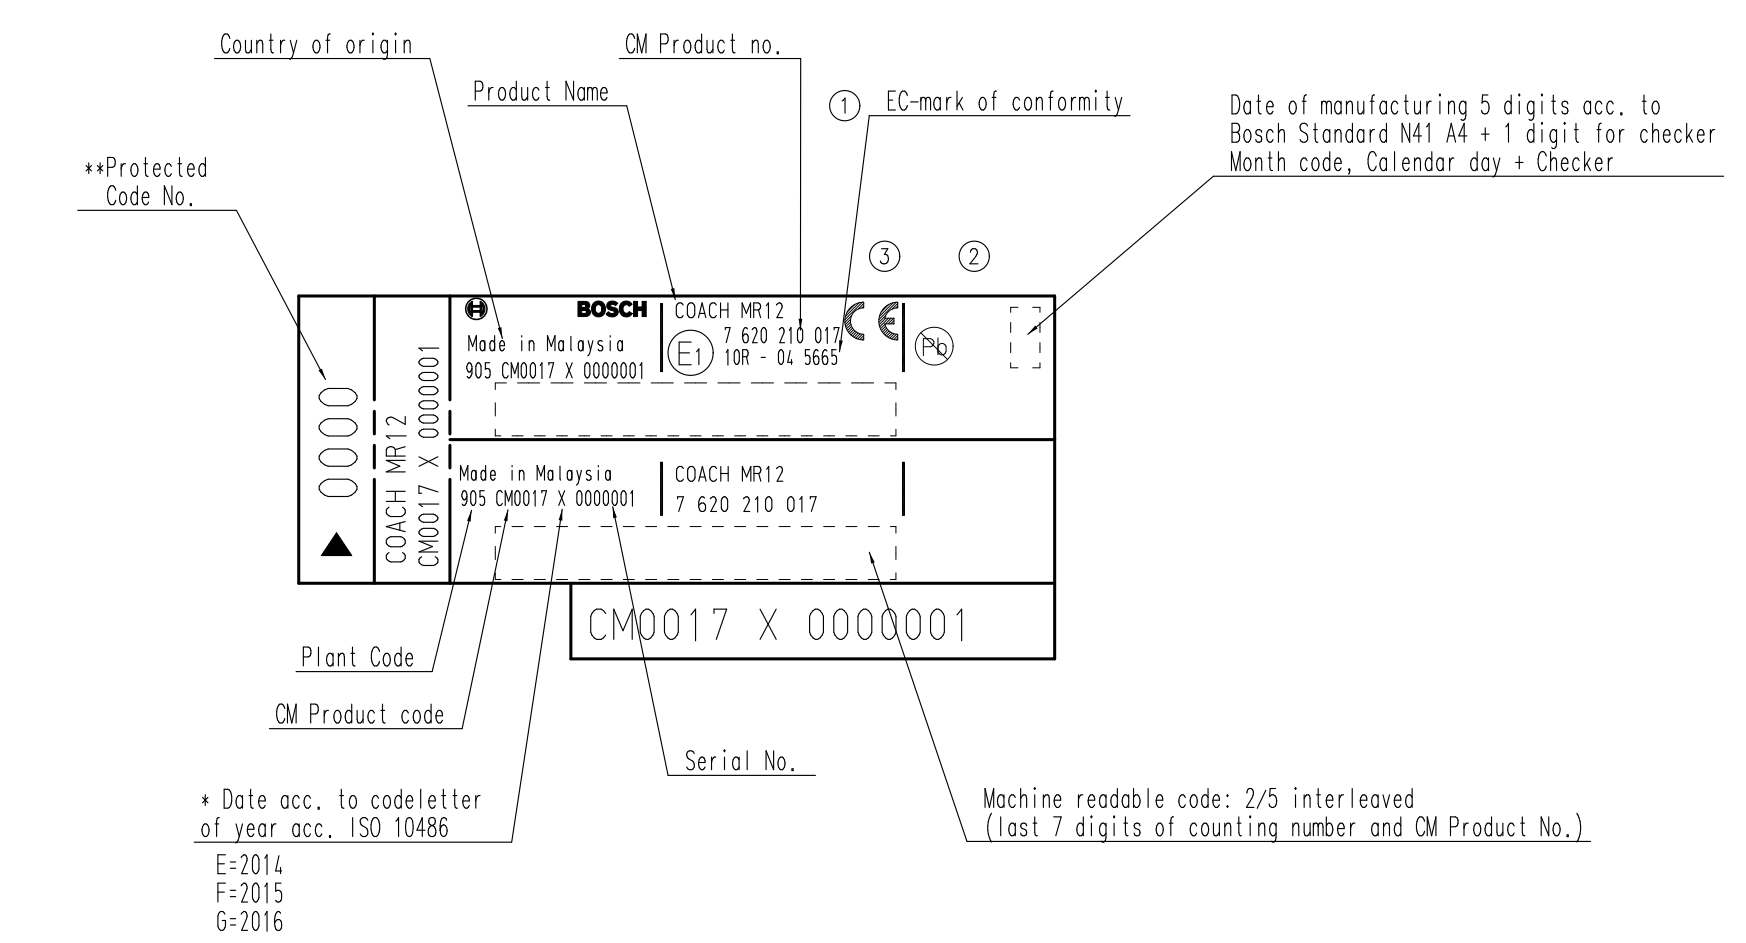 Country of origin
CM Product no.
Product Name
1 EC-mark of conformity
Date of manufacturing 5 digits acc. to
Bosch Standard N41 A4 + 1 digit for checker
Month code, Calendar day + Checker
**Protected
Code No.
3
2
BOSCH
COACH MR12
CE
7 620 210 017
Made in Malaysia
E1
10R - 04 5665
Pb
905 CM0017 X 0000001
0000
COACH MR12
CM0017 X 0000001
Made in Malaysia
COACH MR12
905 CM0017 X 0000001
7 620 210 017
CM0017 X 0000001
Plant Code
CM Product code
Serial No.
* Date acc. to codeletter
of year acc. ISO 10486
E=2014
F=2015
G=2016
Machine readable code: 2/5 interleaved
(last 7 digits of counting number and CM Product No.)